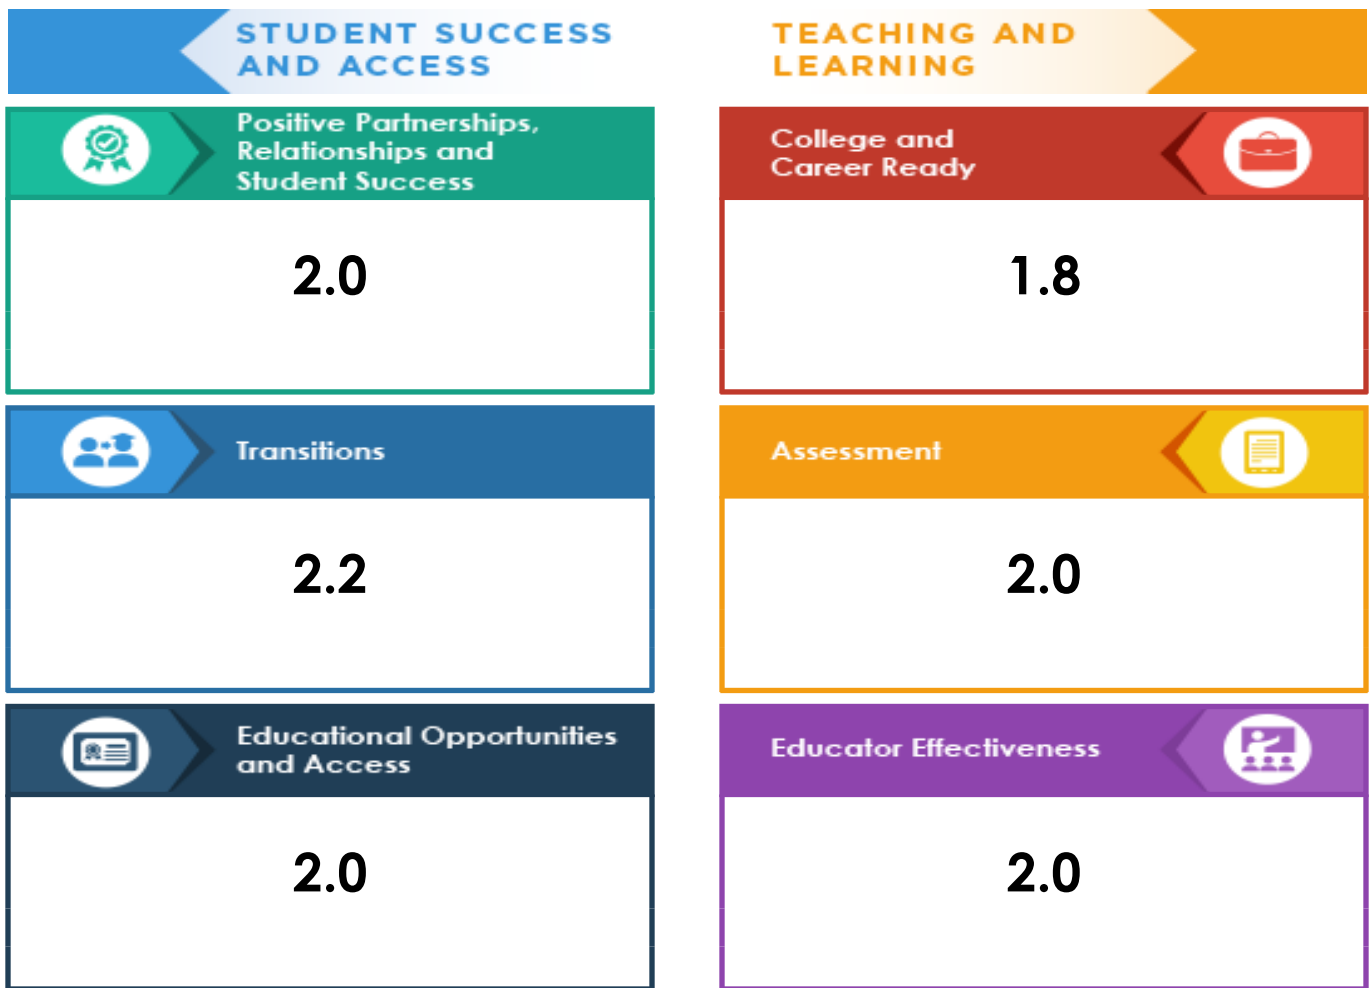 STUDENT SUCCESS
AND ACCESS
TEACHING AND
LEARNING
Positive Partnerships,
Relationships and
Student Success
2.0
College and
Career Ready
1.8
Transitions
2.2
Assessment
2.0
Educational Opportunities
and Access
2.0
Educator Effectiveness
2.0